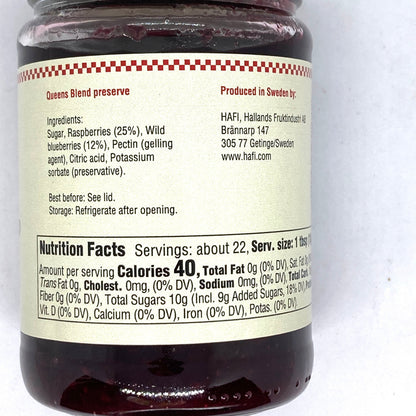 Queens Blend preserve
Ingredients:
Sugar, Raspberries (25%), Wild
blueberries (12%), Pectin (gelling
agent), Citric acid, Potassium
sorbate (preservative).
Best before: See lid.
Storage: Refrigerate after opening.
Produced in Sweden by:
HAFI, Hallands Fruktindustri AB
Brännarp 147
305 77 Getinge/Sweden
www.hafi.com
Nutrition Facts Servings: about 22, Serv. size: 1 tbsp
Amount per serving Calories 40, Total Fat 0g (0% DV), Sat. Fat
Trans Fat 0g, Cholest. 0mg, (0% DV), Sodium 0mg, (0% DV), Total Carb.
Fiber 0g (0% DV), Total Sugars 10g (Incl. 9g Added Sugars, 18% DV),
Vit. D (0% DV), Calcium (0% DV), Iron (0% DV), Potas. (0% DV)